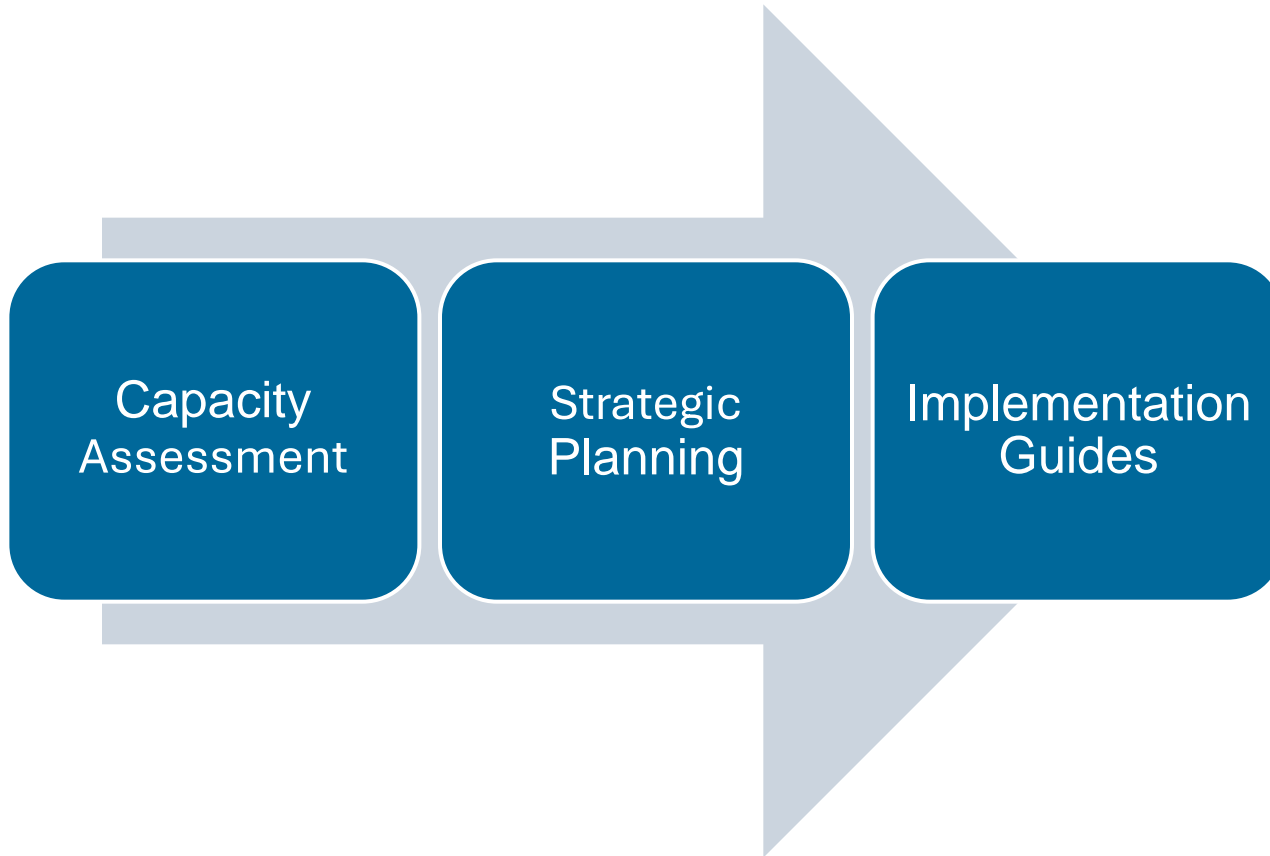 Capacity
Assessment
Strategic
Planning
Implementation
Guides